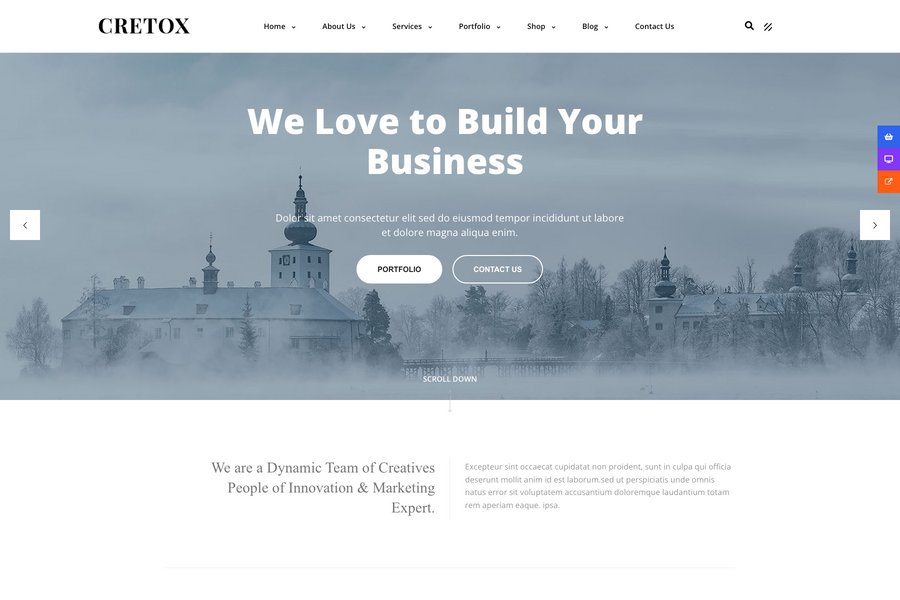 CRETOX
Home
About Us
Services
Portfolio
Shop
Blog
Contact Us
We Love to Build Your
Business
Dolor sit amet consectetur elit sed do eiusmod tempor incididunt ut labore
et dolore magna aliqua enim.
PORTFOLIO
CONTACT US
SCROLL DOWN
We are a Dynamic Team of Creatives
People of Innovation & Marketing
Expert.
Excepteur sint occaecat cupidatat non proident, sunt in culpa qui officia
deserunt mollit anim id est laborum.sed ut perspiciatis unde omnis
natus error sit voluptatem accusantium doloremque laudantium totam
rem aperiam eaque. ipsa.